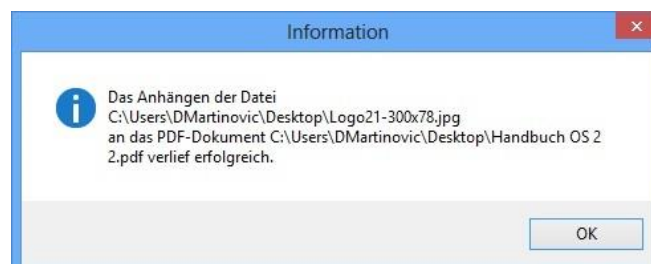 Information
Das Anhängen der Datei
C:\Users\DMartinovic\Desktop\Logo21-300x78.jpg
an das PDF-Dokument C:\Users\DMartinovic\Desktop\Handbuch OS 2
2.pdf verlief erfolgreich.
OK